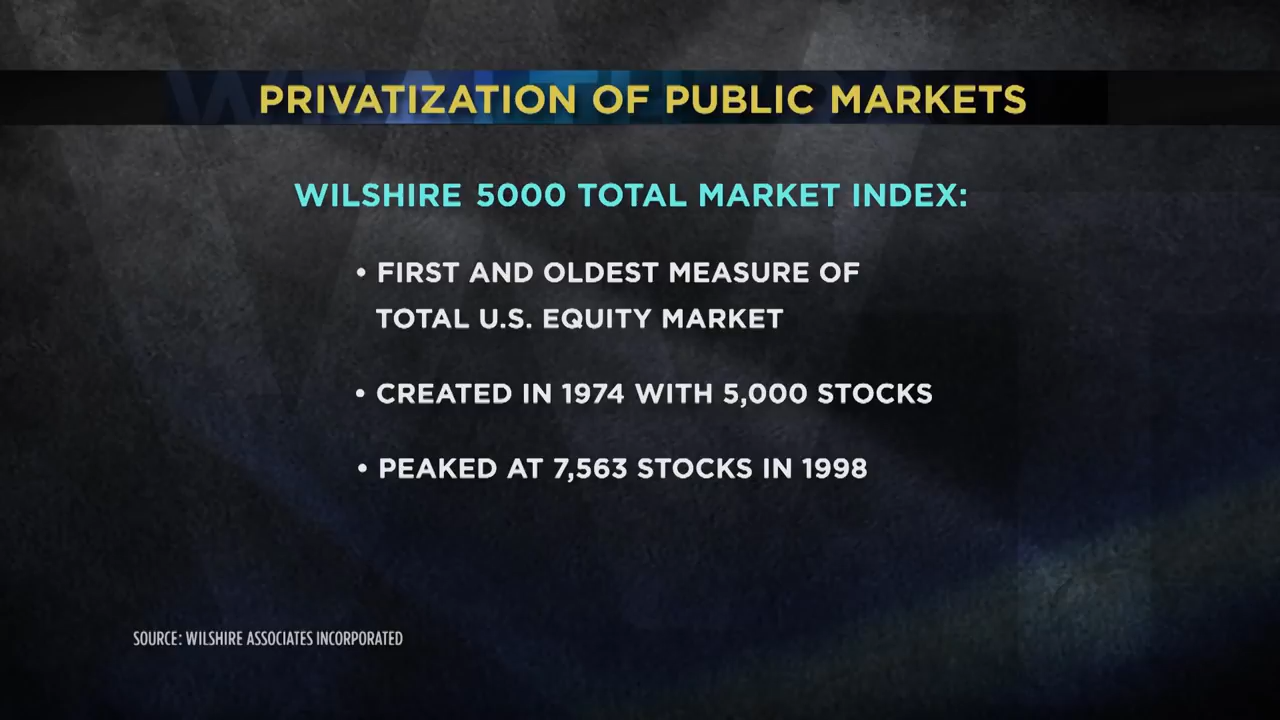 PRIVATIZATION OF PUBLIC MARKETS
WILSHIRE 5000 TOTAL MARKET INDEX:
• FIRST AND OLDEST MEASURE OF
TOTAL U.S. EQUITY MARKET
• CREATED IN 1974 WITH 5,000 STOCKS
• PEAKED AT 7,563 STOCKS IN 1998
SOURCE: WILSHIRE ASSOCIATES INCORPORATED